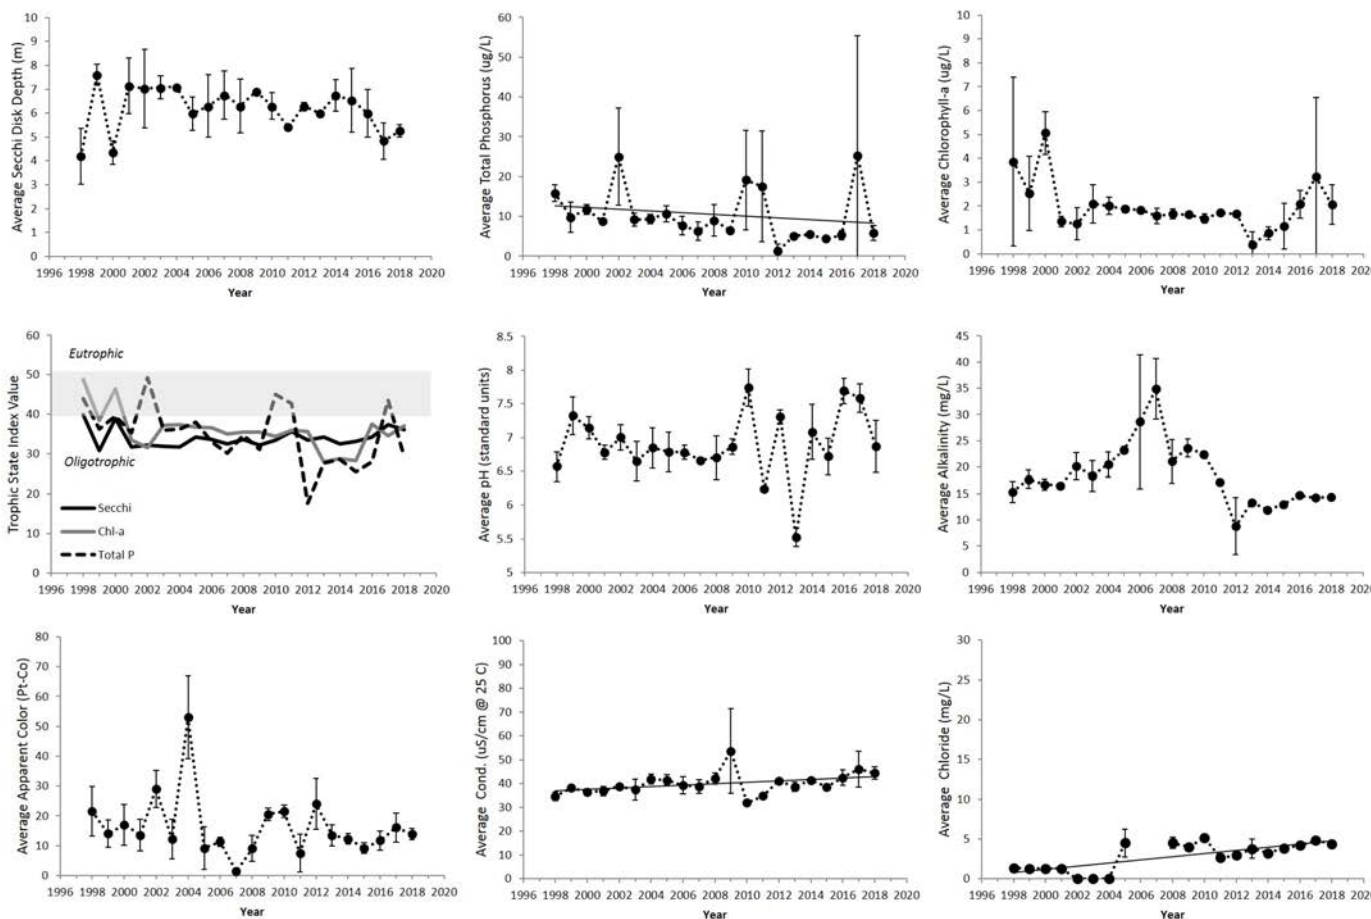 Average Secchi Disk Depth (m)
10
9
8
7
6
5
4
3
2
1
0
1996 1998 2000 2002 2004 2006 2008 2010 2012 2014 2016 2018 2020
Year
Average Total Phosphorus (ug/L)
60
50
40
30
20
10
0
1996 1998 2000 2002 2004 2006 2008 2010 2012 2014 2016 2018 2020
Year
Average Chlorophyll-a (ug/L)
10
9
8
7
6
5
4
3
2
1
0
1996 1998 2000 2002 2004 2006 2008 2010 2012 2014 2016 2018 2020
Year
Trophic State Index Value
60
50
40
30
20
10
0
Eutrophic
Oligotrophic
Secchi
Chl-a
Total P
1996 1998 2000 2002 2004 2006 2008 2010 2012 2014 2016 2018 2020
Year
Average pH (standard units)
8.5
8
7.5
7
6.5
6
5.5
5
1996 1998 2000 2002 2004 2006 2008 2010 2012 2014 2016 2018 2020
Year
Average Alkalinity (mg/L)
45
40
35
30
25
20
15
10
5
0
1996 1998 2000 2002 2004 2006 2008 2010 2012 2014 2016 2018 2020
Year
Average Apparent Color (Pt-Co)
80
70
60
50
40
30
20
10
0
1996 1998 2000 2002 2004 2006 2008 2010 2012 2014 2016 2018 2020
Year
Average Cond. (uS/cm @ 25 C)
100
90
80
70
60
50
40
30
20
10
0
1996 1998 2000 2002 2004 2006 2008 2010 2012 2014 2016 2018 2020
Year
Average Chloride (mg/L)
30
25
20
15
10
5
0
1996 1998 2000 2002 2004 2006 2008 2010 2012 2014 2016 2018 2020
Year